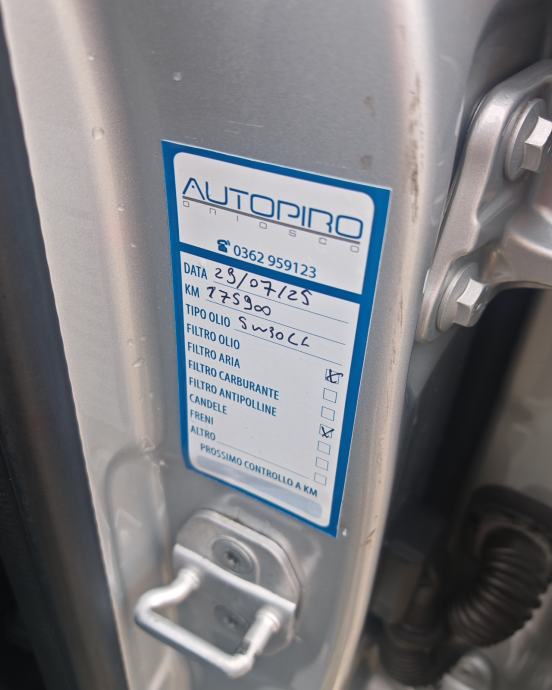 AUTOPIRO
ONIOSCO
☎ 0362 959123
DATA 29/07/25
KM 175900
TIPO OLIO 5W30LL
FILTRO OLIO
FILTRO ARIA
FILTRO CARBURANTE
FILTRO ANTIPOLLINE
CANDELE
FRENI
ALTRO
PROSSIMO CONTROLLO A KM